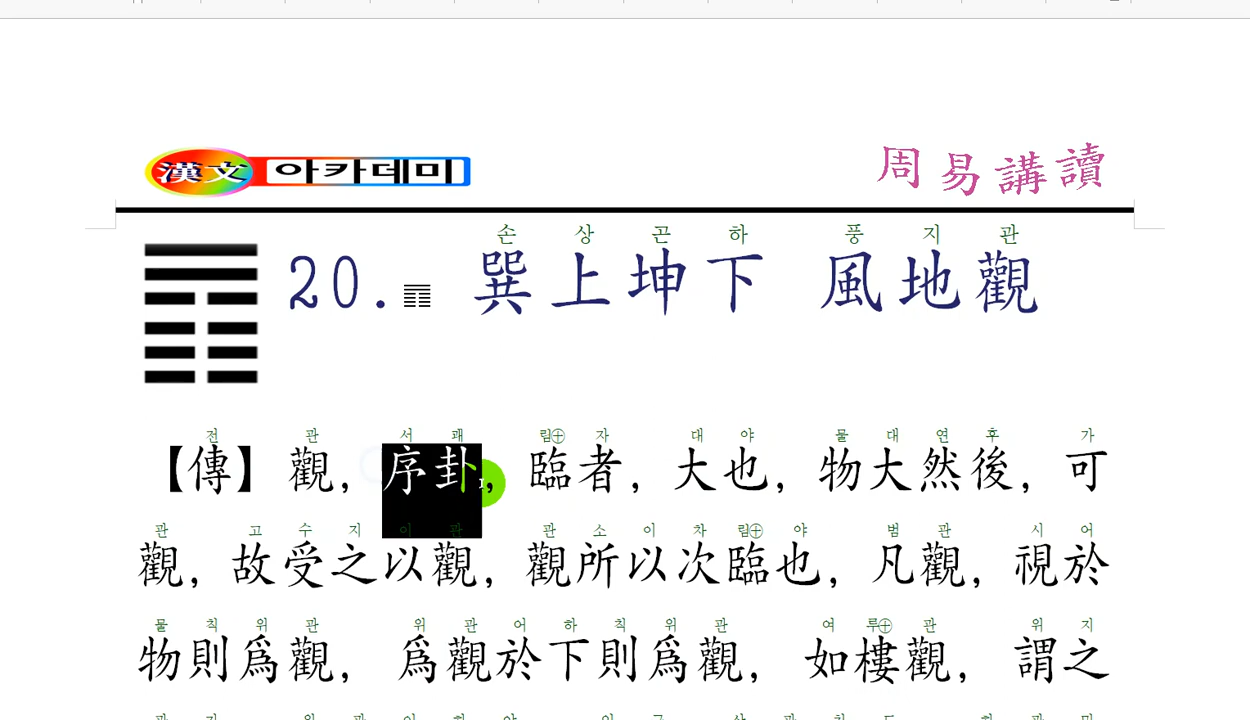 漢文 아카데미
周易講讀
손 상 곤 하 풍 지 관
20. ䷓ 巽上坤下 風地觀
전 관 서 괘 림㊉ 자 대 야 물 대 연 후 가
【傳】 觀, 序卦, 臨者, 大也, 物大然後, 可
관 고 수 지 이 관 관 소 이 차 림㊉ 야 범 관 시 어
觀, 故受之以觀, 觀所以次臨也, 凡觀, 視於
물 칙 위 관 위 관 어 하 칙 위 관 여 루㊉ 관 위 지
物則爲觀, 爲觀於下則爲觀, 如樓觀, 謂之